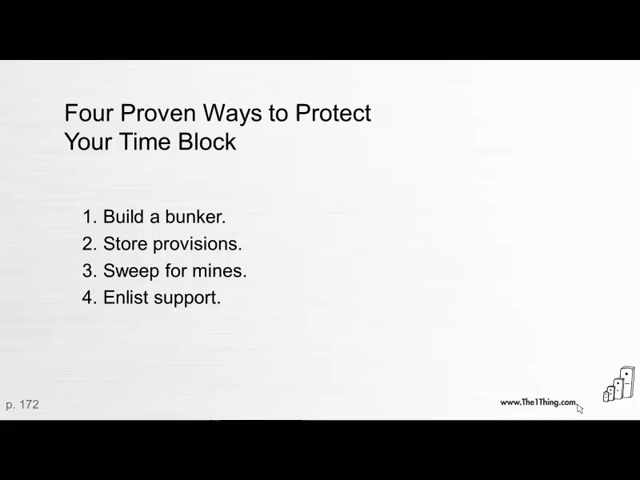 Four Proven Ways to Protect
Your Time Block
1. Build a bunker.
2. Store provisions.
3. Sweep for mines.
4. Enlist support.
p. 172
www.The1Thing.com